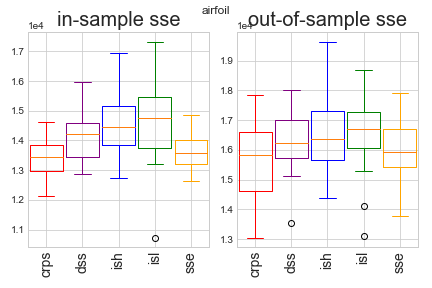 airfoil
in-sample sse
1e4
1.7
1.6
1.5
1.4
1.3
1.2
1.1
crps
dss
ish
isl
sse
out-of-sample sse
1e4
1.9
1.8
1.7
1.6
1.5
1.4
1.3
crps
dss
ish
isl
sse